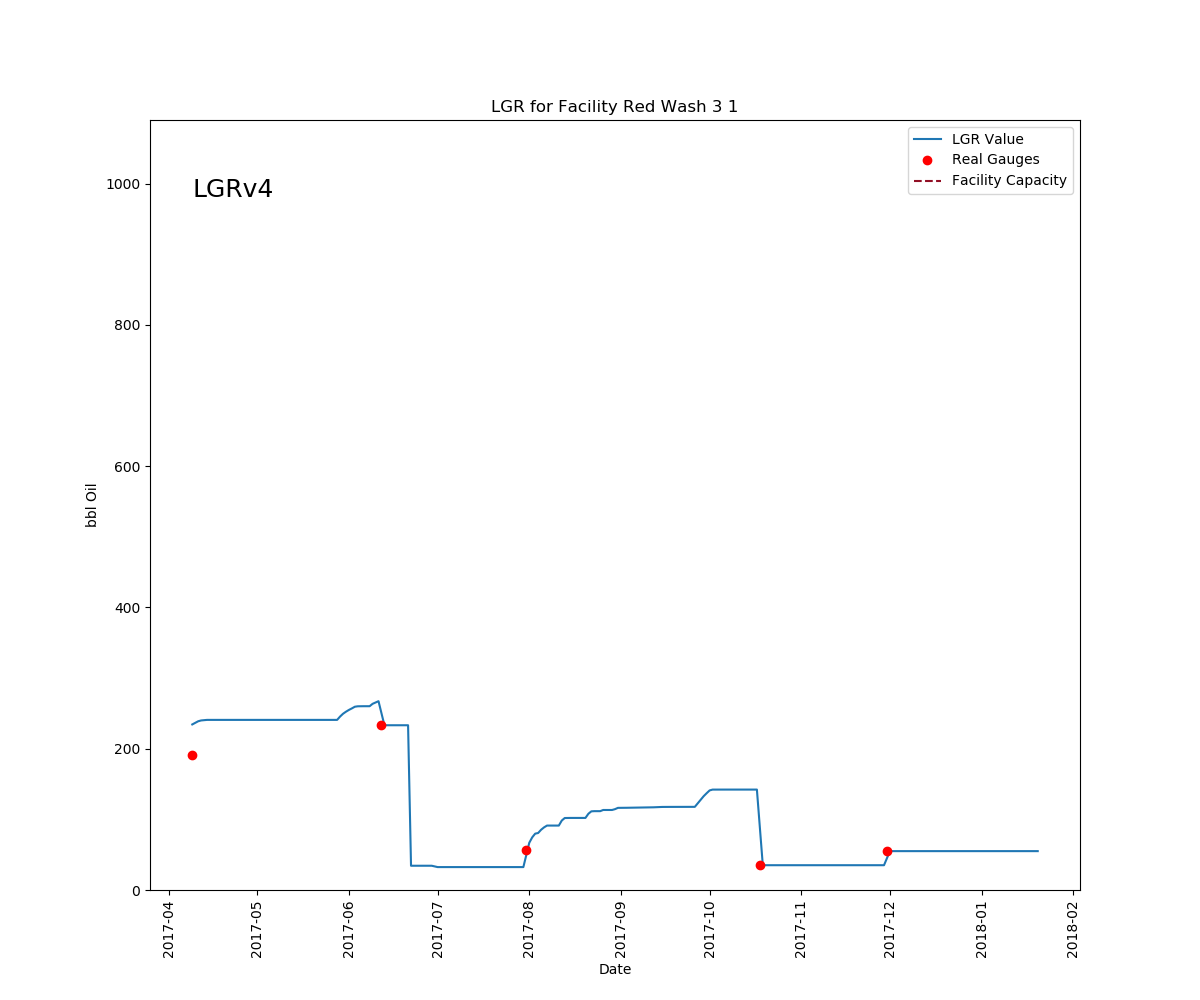 LGR for Facility Red Wash 3 1
LGR Value
Real Gauges
Facility Capacity
LGRv4
1000
800
600
400
200
0
bbl Oil
2017-04
2017-05
2017-06
2017-07
2017-08
2017-09
2017-10
2017-11
2017-12
2018-01
2018-02
Date